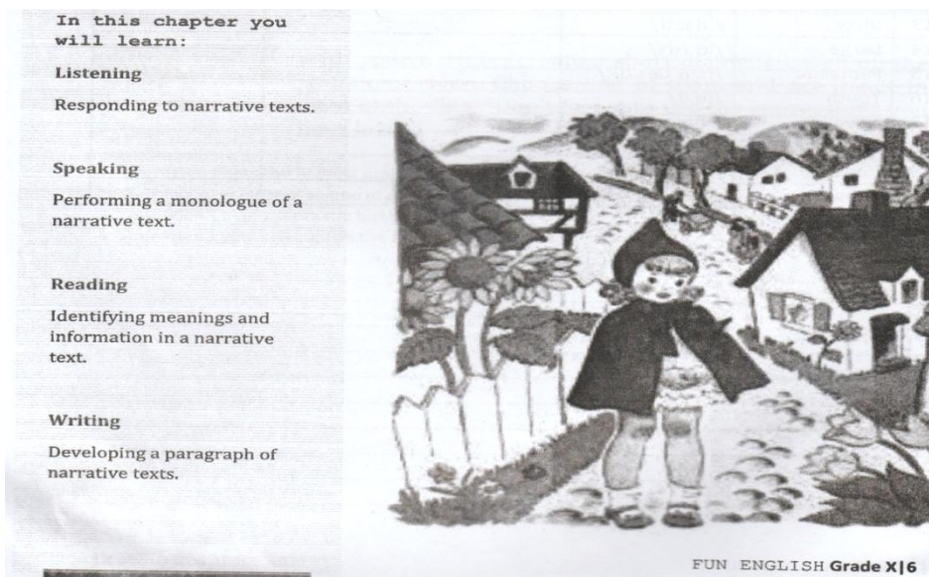 In this chapter you
will learn:
Listening
Responding to narrative texts.
Speaking
Performing a monologue of a
narrative text.
Reading
Identifying meanings and
information in a narrative
text.
Writing
Developing a paragraph of
narrative texts.
FUN ENGLISH Grade X|6